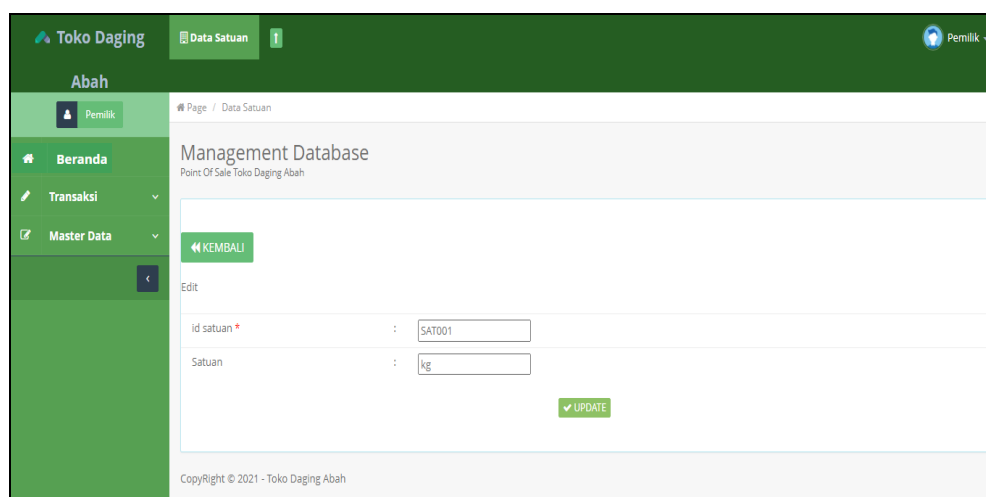 Toko Daging
Abah
Data Satuan
Pemilik
Pemilik
Page / Data Satuan
Beranda
Transaksi
Master Data
Management Database
Point Of Sale Toko Daging Abah
KEMBALI
Edit
id satuan * : SAT001
Satuan : kg
UPDATE
CopyRight © 2021 - Toko Daging Abah